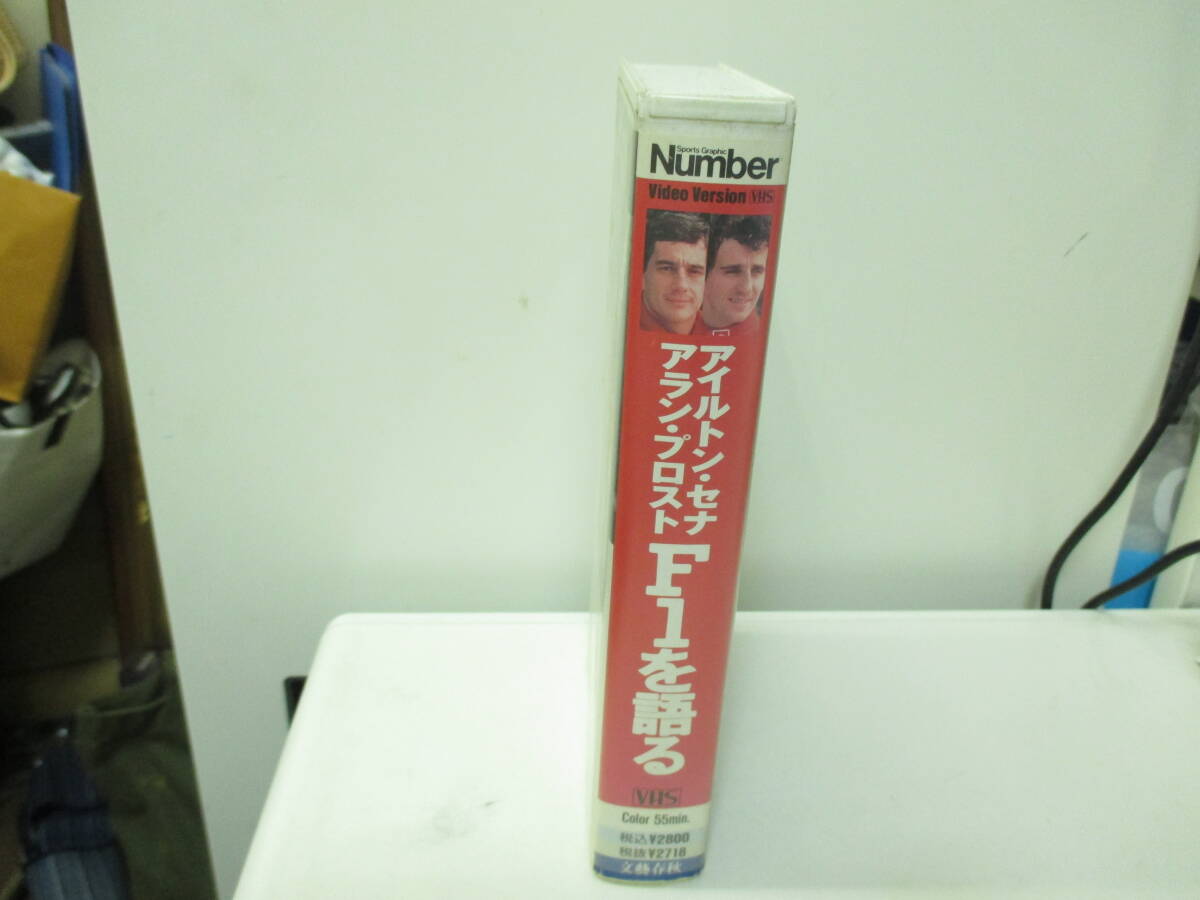 Sports Graphic
Number
Video Version VHS
アイルトン・セナ
アラン・プロスト
F1を語る
VHS
Color 55min.
税込¥2800
税抜¥2718
文藝春秋